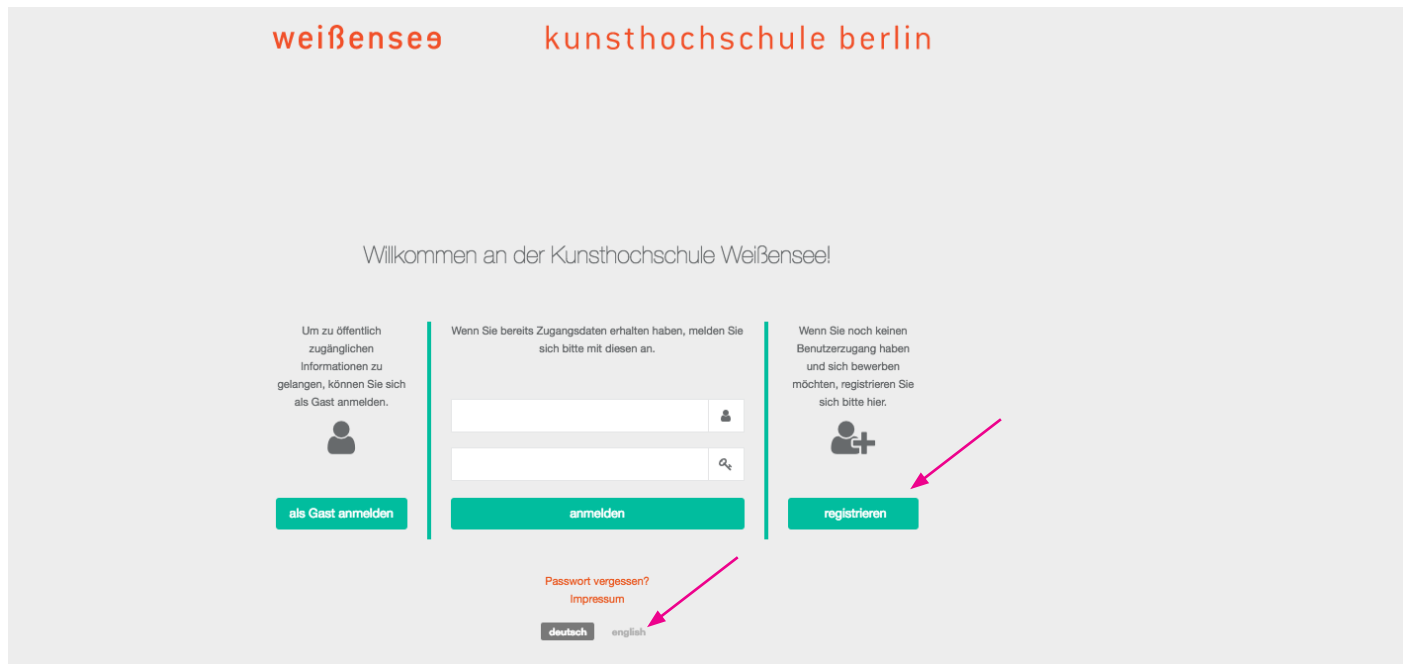 weißensee kunsthochschule berlin
Willkommen an der Kunsthochschule Weißensee!
Um zu öffentlich
zugänglichen
Informationen zu
gelangen, können Sie sich
als Gast anmelden.
als Gast anmelden
Wenn Sie bereits Zugangsdaten erhalten haben, melden Sie
sich bitte mit diesen an.
anmelden
Wenn Sie noch keinen
Benutzerzugang haben
und sich bewerben
möchten, registrieren Sie
sich bitte hier.
registrieren
Passwort vergessen?
Impressum
deutsch english